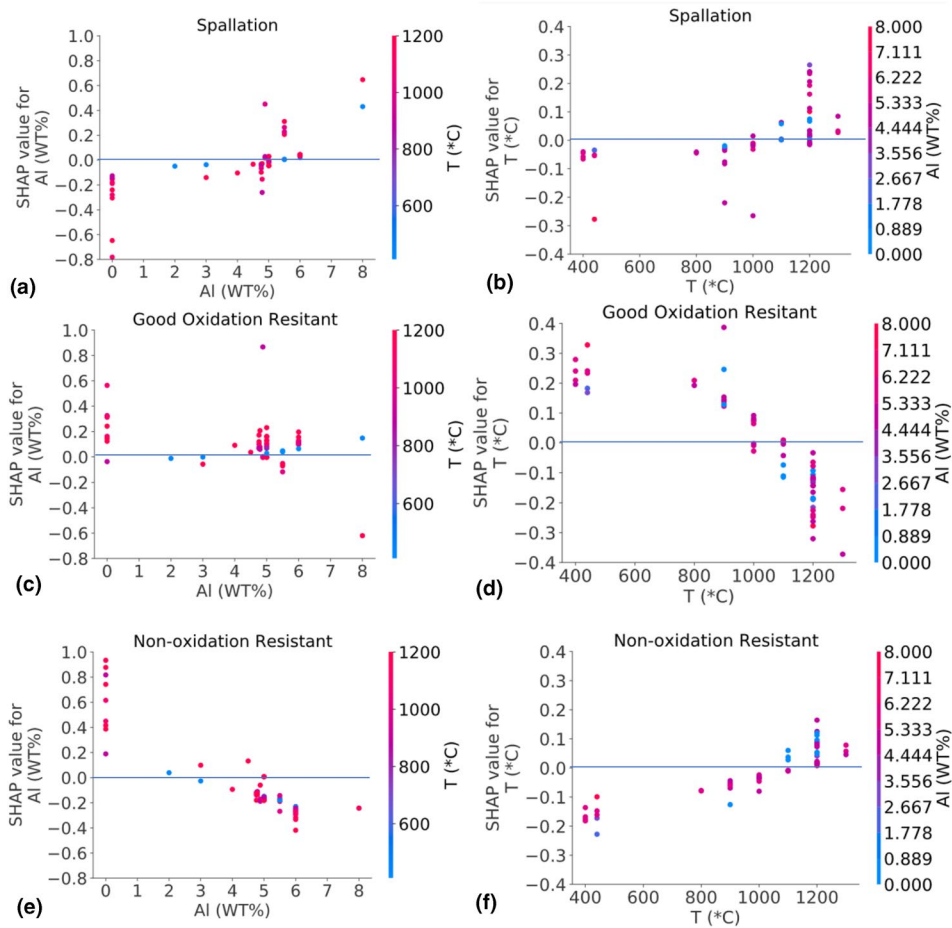 Spallation
SHAP value for
Al (WT%)
1.0
0.8
0.6
0.4
0.2
0.0
−0.2
−0.4
−0.6
−0.8
0 1 2 3 4 5 6 7 8
Al (WT%)
1200
1000
800
600
T (*C)
(a)
Spallation
SHAP value for
T (*C)
0.4
0.3
0.2
0.1
0.0
−0.1
−0.2
−0.3
−0.4
400 600 800 1000 1200
T (*C)
8.000
7.111
6.222
5.333
4.444
3.556
2.667
1.778
0.889
0.000
Al (WT%)
(b)
Good Oxidation Resitant
SHAP value for
Al (WT%)
1.0
0.8
0.6
0.4
0.2
0.0
−0.2
−0.4
−0.6
−0.8
0 1 2 3 4 5 6 7 8
Al (WT%)
1200
1000
800
600
T (*C)
(c)
Good Oxidation Resitant
SHAP value for
T (*C)
0.4
0.3
0.2
0.1
0.0
−0.1
−0.2
−0.3
−0.4
400 600 800 1000 1200
T (*C)
8.000
7.111
6.222
5.333
4.444
3.556
2.667
1.778
0.889
0.000
Al (WT%)
(d)
Non-oxidation Resistant
SHAP value for
Al (WT%)
1.0
0.8
0.6
0.4
0.2
0.0
−0.2
−0.4
−0.6
−0.8
0 1 2 3 4 5 6 7 8
Al (WT%)
1200
1000
800
600
T (*C)
(e)
Non-oxidation Resistant
SHAP value for
T (*C)
0.4
0.3
0.2
0.1
0.0
−0.1
−0.2
−0.3
−0.4
400 600 800 1000 1200
T (*C)
8.000
7.111
6.222
5.333
4.444
3.556
2.667
1.778
0.889
0.000
Al (WT%)
(f)